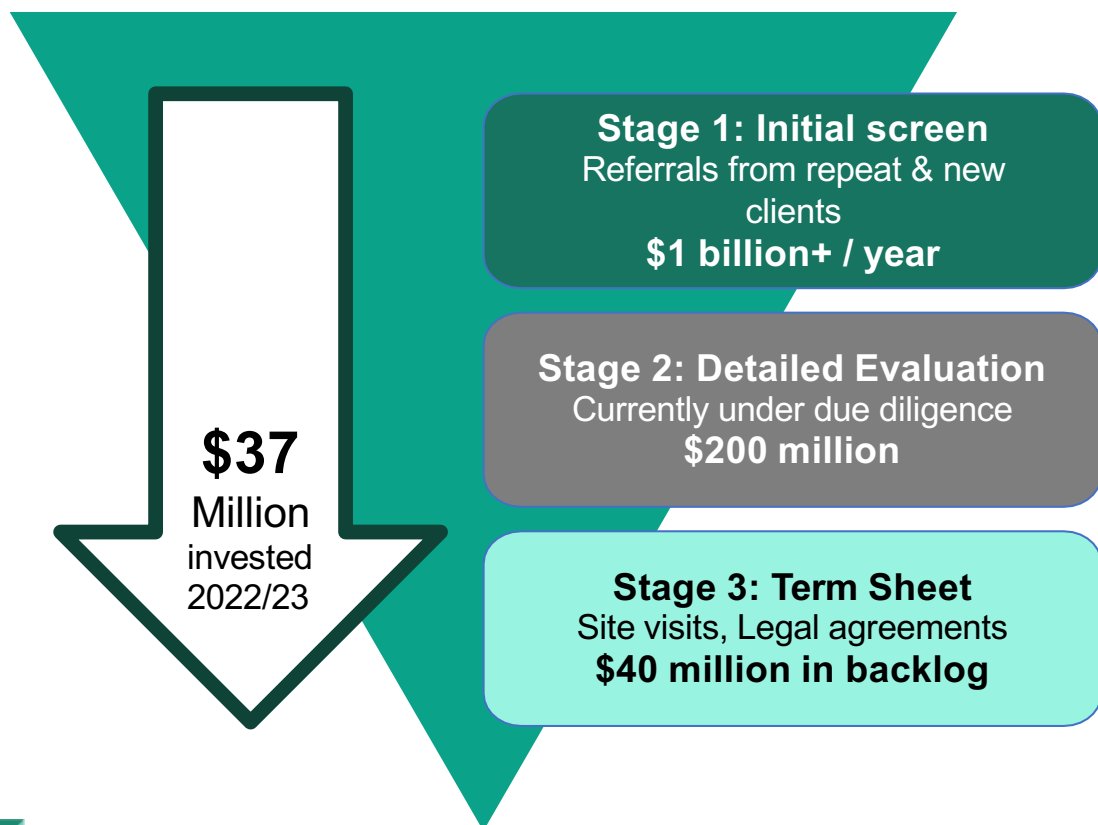 Stage 1: Initial screen
Referrals from repeat & new
clients
$1 billion+ / year
Stage 2: Detailed Evaluation
Currently under due diligence
$200 million
Stage 3: Term Sheet
Site visits, Legal agreements
$40 million in backlog
$37
Million
invested
2022/23